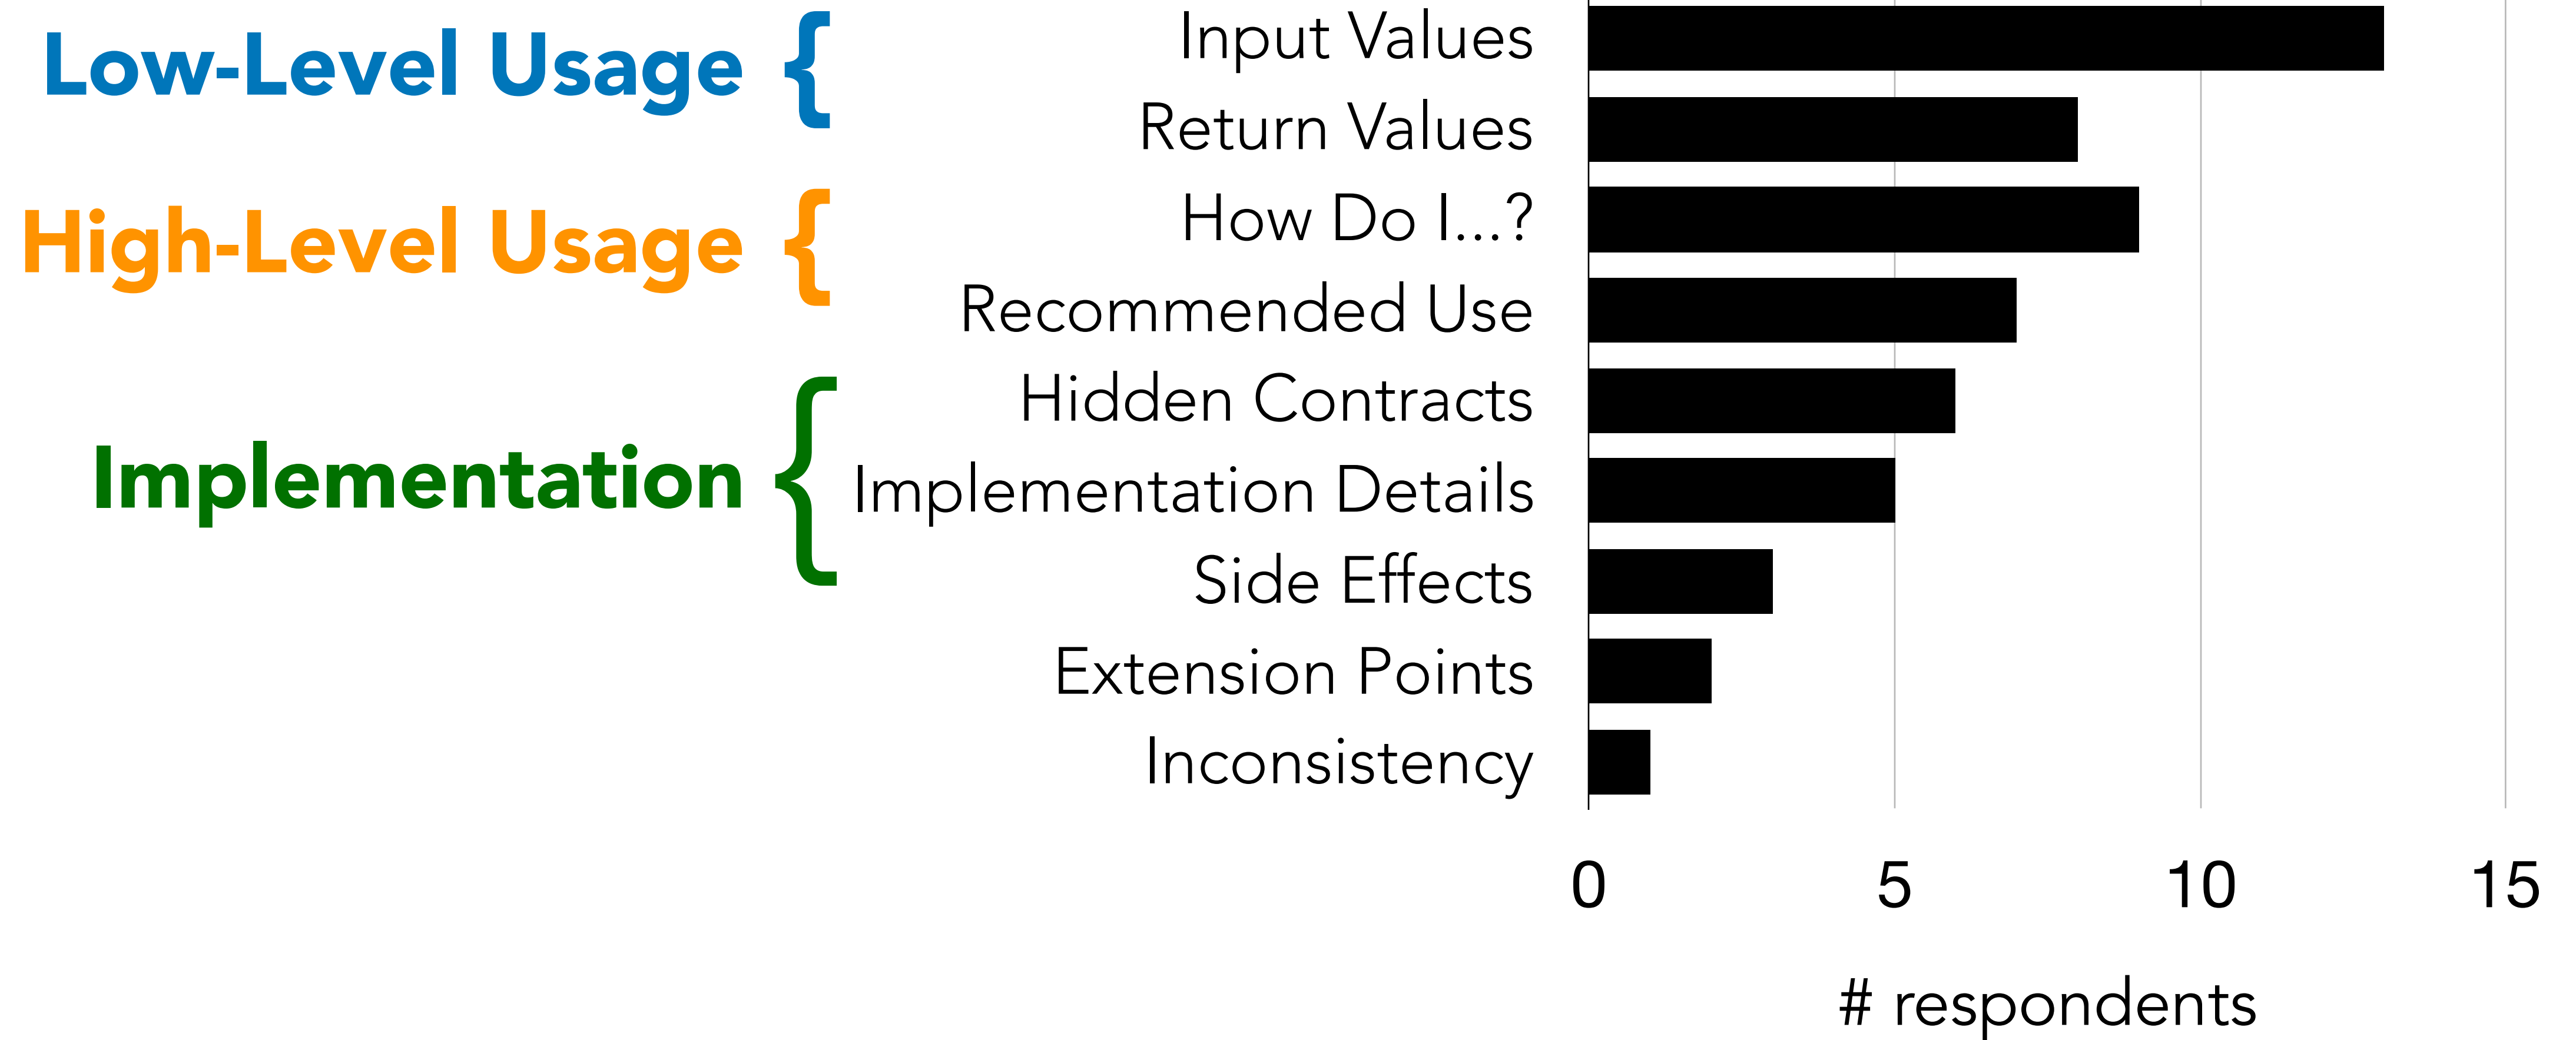 Low-Level Usage {
Input Values
Return Values
High-Level Usage {
How Do I...?
Recommended Use
Implementation {
Hidden Contracts
Implementation Details
Side Effects
Extension Points
Inconsistency
0 5 10 15
# respondents